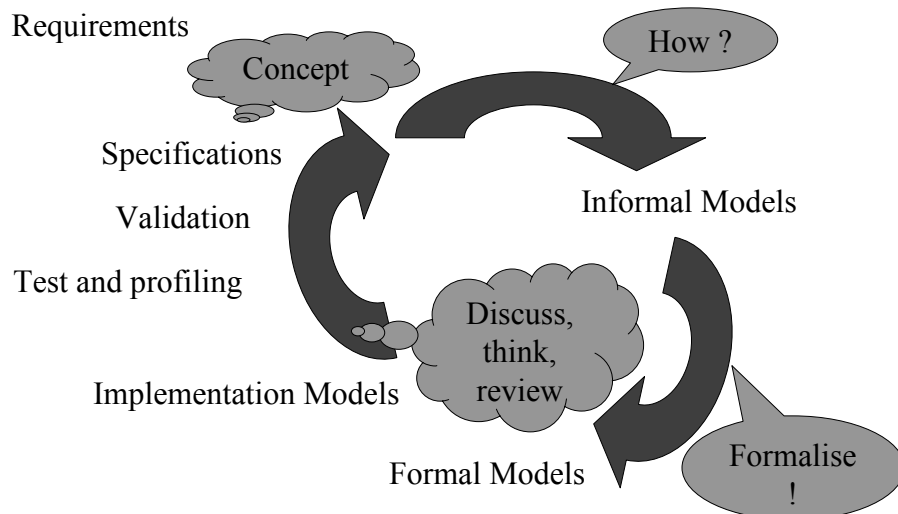 Requirements
Concept
How ?
Specifications
Informal Models
Validation
Test and profiling
Discuss,
think,
review
Implementation Models
Formal Models
Formalise
!